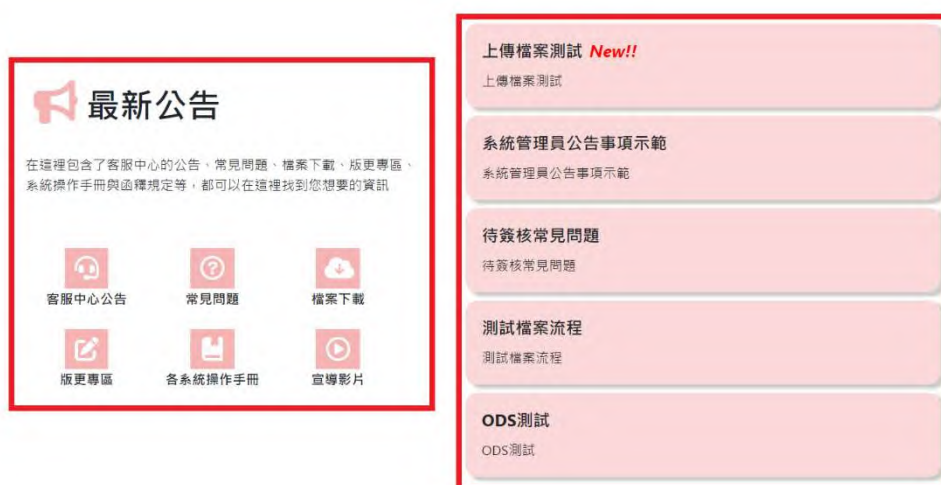 最新公告
在這裡包含了客服中心的公告、常見問題、檔案下載、版更專區、
系統操作手冊與函釋規定等，都可以在這裡找到您想要的資訊
客服中心公告
常見問題
檔案下載
版更專區
各系統操作手冊
宣導影片
上傳檔案測試 New!!
上傳檔案測試
系統管理員公告事項示範
系統管理員公告事項示範
待簽核常見問題
待簽核常見問題
測試檔案流程
測試檔案流程
ODS測試
ODS測試